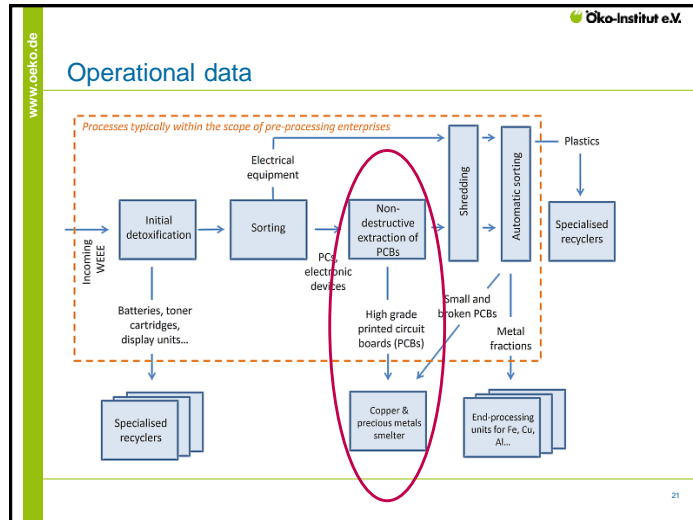 Öko-Institut e.V.
www.oeko.de
Operational data
Processes typically within the scope of pre-processing enterprises
Electrical
equipment
Plastics
Incoming
WEEE
Initial
detoxification
Sorting
PCs,
electronic
devices
Non-
destructive
extraction of
PCBs
Shredding
Automatic sorting
Specialised
recyclers
Batteries, toner
cartridges,
display units...
High grade
printed circuit
boards (PCBs)
Small and
broken PCBs
Metal
fractions
Specialised
recyclers
Copper &
precious metals
smelter
End-processing
units for Fe, Cu,
Al...
21